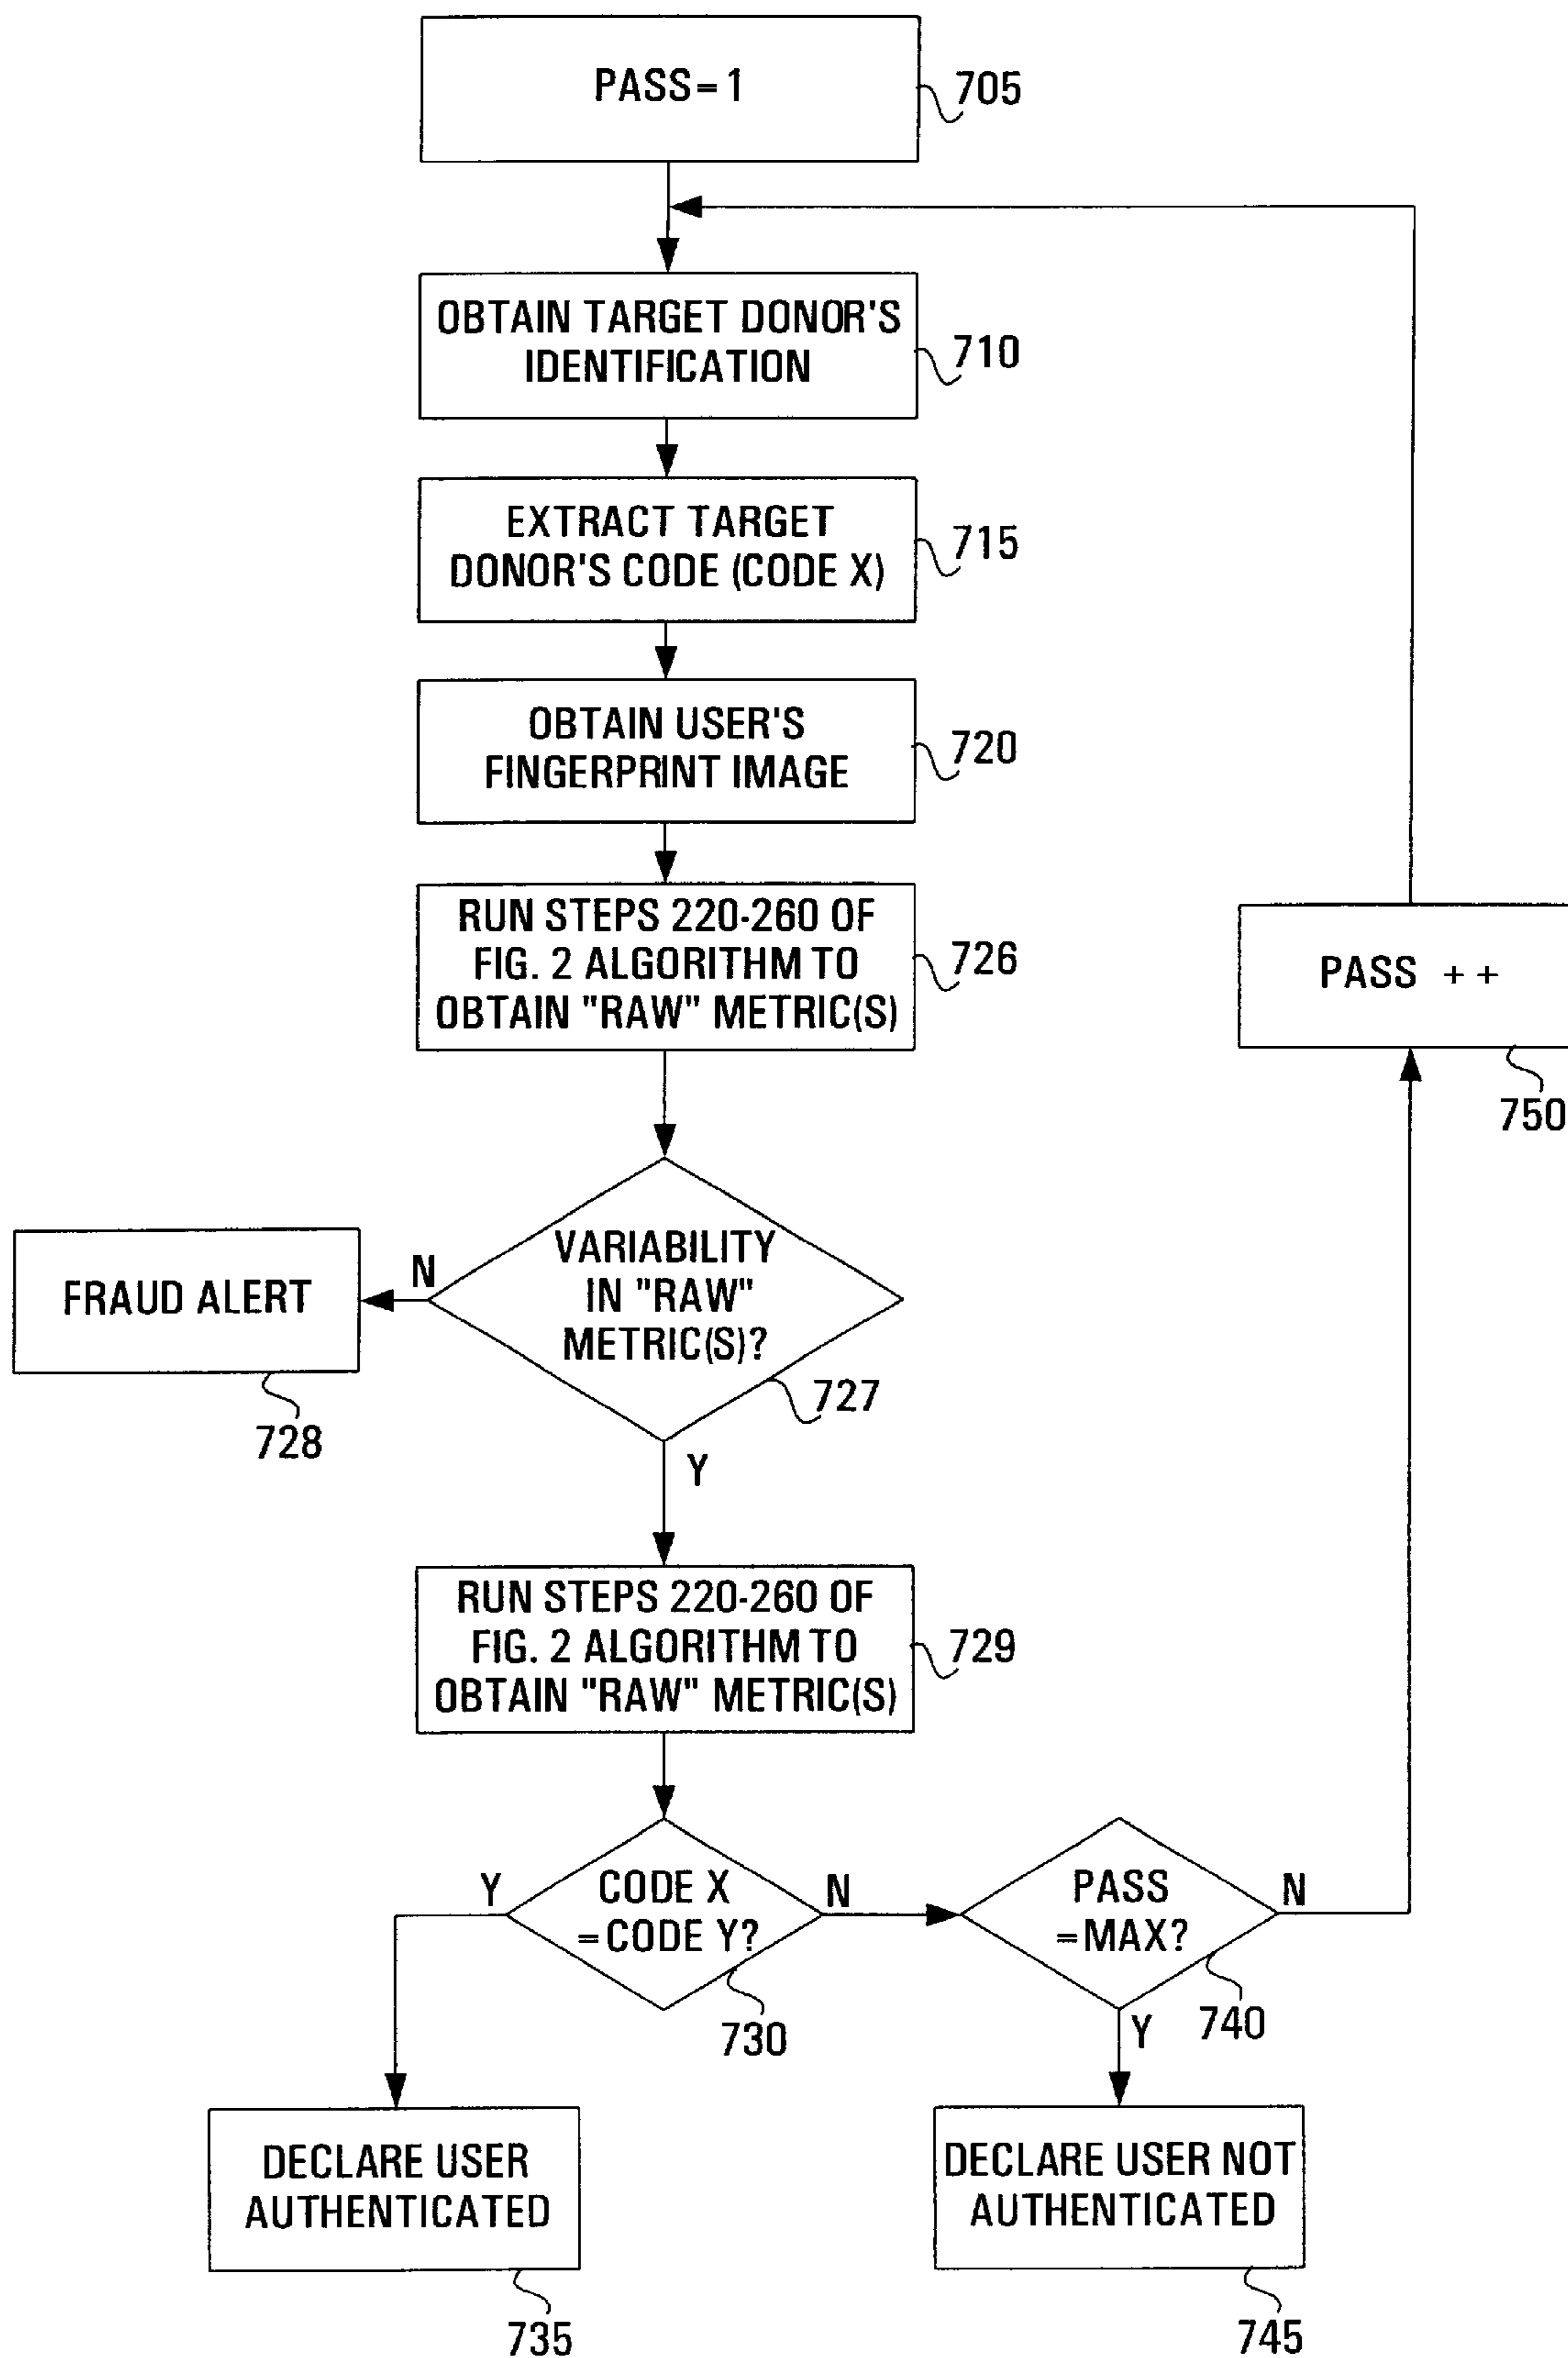 PASS = 1
705
OBTAIN TARGET DONOR'S
IDENTIFICATION
710
EXTRACT TARGET
DONOR'S CODE (CODE X)
715
OBTAIN USER'S
FINGERPRINT IMAGE
720
RUN STEPS 220-260 OF
FIG. 2 ALGORITHM TO
OBTAIN "RAW" METRIC(S)
726
PASS ++
750
VARIABILITY
IN "RAW"
METRIC(S)?
727
N
FRAUD ALERT
728
Y
RUN STEPS 220-260 OF
FIG. 2 ALGORITHM TO
OBTAIN "RAW" METRIC(S)
729
Y
CODE X
=CODE Y?
730
N
PASS
=MAX?
740
N
Y
DECLARE USER
AUTHENTICATED
735
DECLARE USER NOT
AUTHENTICATED
745